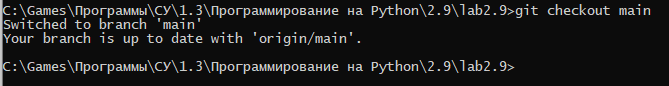 C:\Games\Программы\СУ\1.3\Программирование на Python\2.9\lab2.9>git checkout main
Switched to branch 'main'
Your branch is up to date with 'origin/main'.
C:\Games\Программы\СУ\1.3\Программирование на Python\2.9\lab2.9>